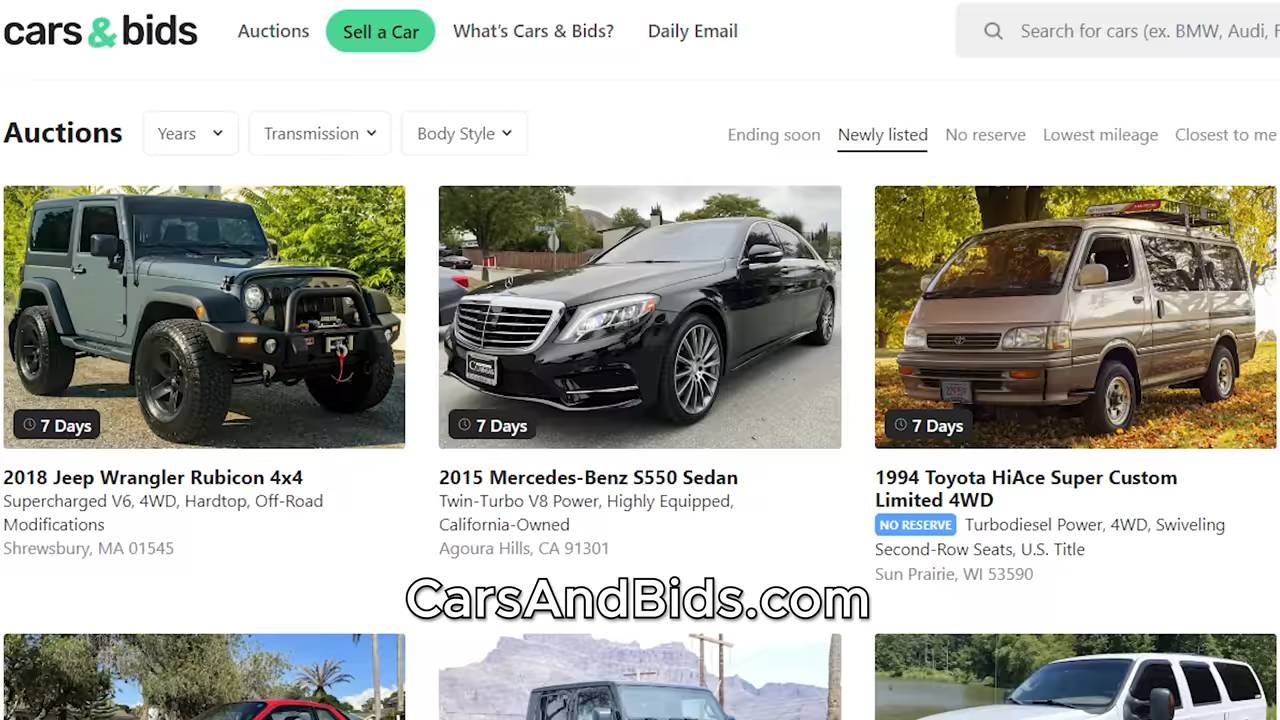 cars & bids
Auctions
Sell a Car
What's Cars & Bids?
Daily Email
Search for cars (ex. BMW, Audi,
Auctions
Years
Transmission
Body Style
Ending soon
Newly listed
No reserve
Lowest mileage
Closest to me
7 Days
7 Days
7 Days
2018 Jeep Wrangler Rubicon 4x4
Supercharged V6, 4WD, Hardtop, Off-Road
Modifications
Shrewsbury, MA 01545
2015 Mercedes-Benz S550 Sedan
Twin-Turbo V8 Power, Highly Equipped,
California-Owned
Agoura Hills, CA 91301
1994 Toyota HiAce Super Custom
Limited 4WD
NO RESERVE Turbodiesel Power, 4WD, Swiveling
Second-Row Seats, U.S. Title
Sun Prairie, WI 53590
CarsAndBids.com